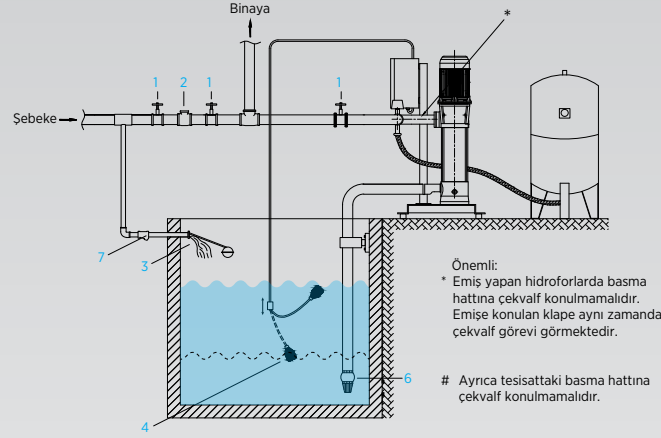 Binaya
*
1 2 1 1
Şebeke
7
3
4
6
Önemli:
* Emiş yapan hidroforlarda basma
hattına çekvalf konulmamalıdır.
Emişe konulan klape aynı zamanda
çekvalf görevi görmektedir.
# Ayrıca tesisattaki basma hattına
çekvalf konulmamalıdır.